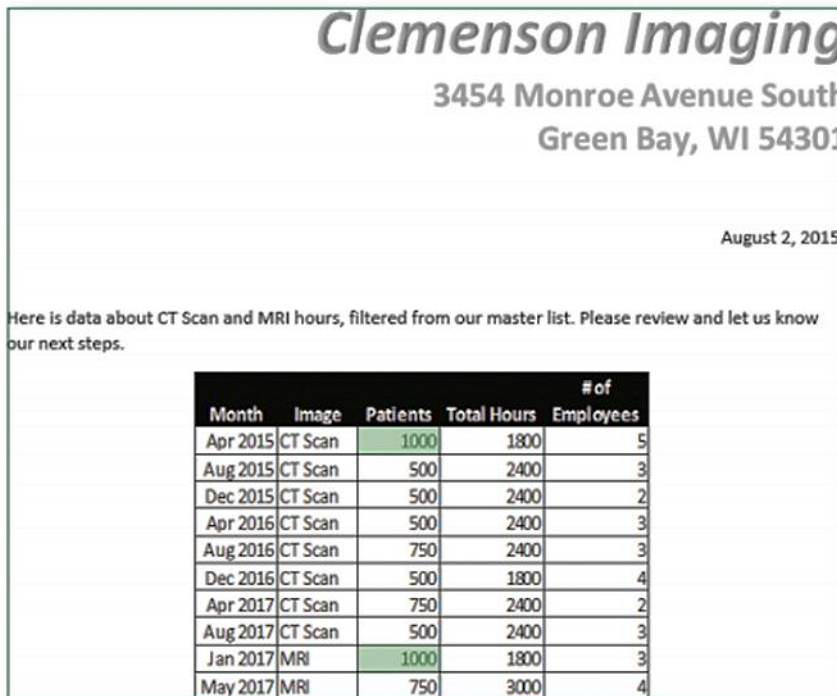 Clemenson Imaging
3454 Monroe Avenue South
Green Bay, WI 54301
August 2, 2015
Here is data about CT Scan and MRI hours, filtered from our master list. Please review and let us know
our next steps.
# of
Month Image Patients Total Hours Employees
Apr 2015 CT Scan 1000 1800 5
Aug 2015 CT Scan 500 2400 3
Dec 2015 CT Scan 500 2400 2
Apr 2016 CT Scan 500 2400 3
Aug 2016 CT Scan 750 2400 3
Dec 2016 CT Scan 500 1800 4
Apr 2017 CT Scan 750 2400 2
Aug 2017 CT Scan 500 2400 3
Jan 2017 MRI 1000 1800 3
May 2017 MRI 750 3000 4